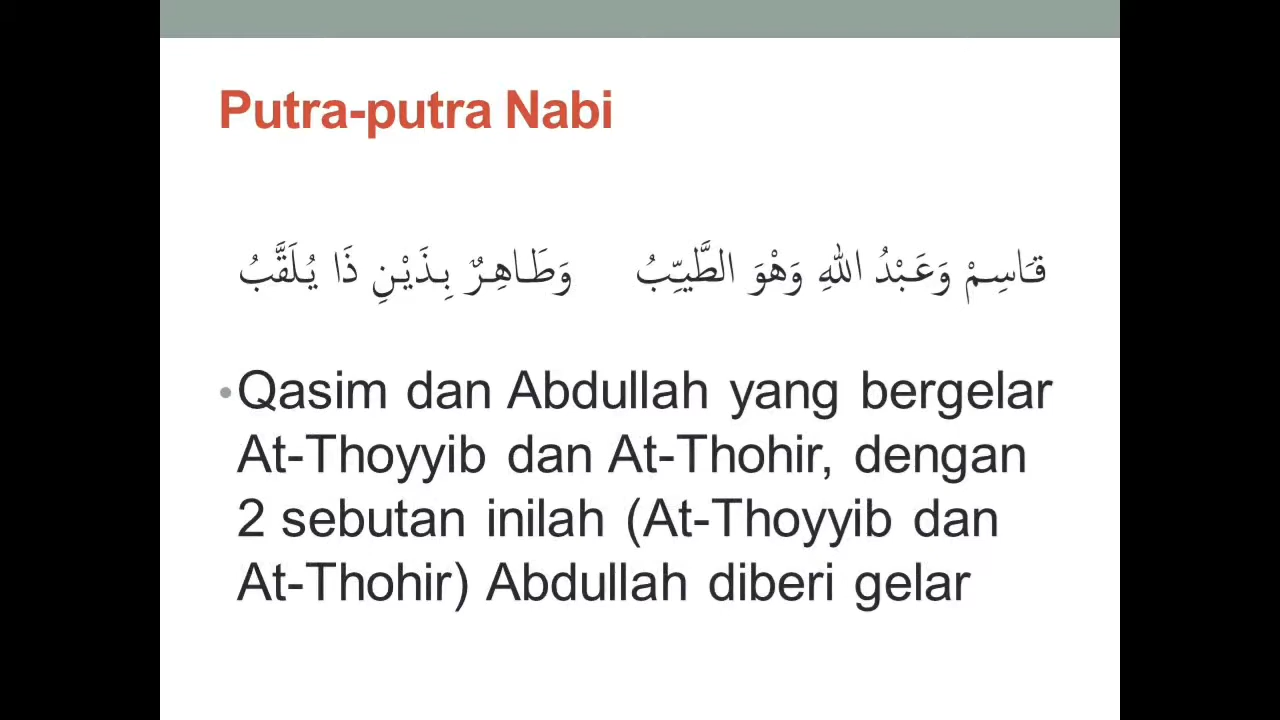 Putra-putra Nabi
قَاسِمْ وَعَبْدُ اللهِ وَهْوَ الطَّيِّبُ وَطَاهِرٌ بِذَيْنِ ذَا يُلَقَّبُ
•Qasim dan Abdullah yang bergelar
At-Thoyyib dan At-Thohir, dengan
2 sebutan inilah (At-Thoyyib dan
At-Thohir) Abdullah diberi gelar